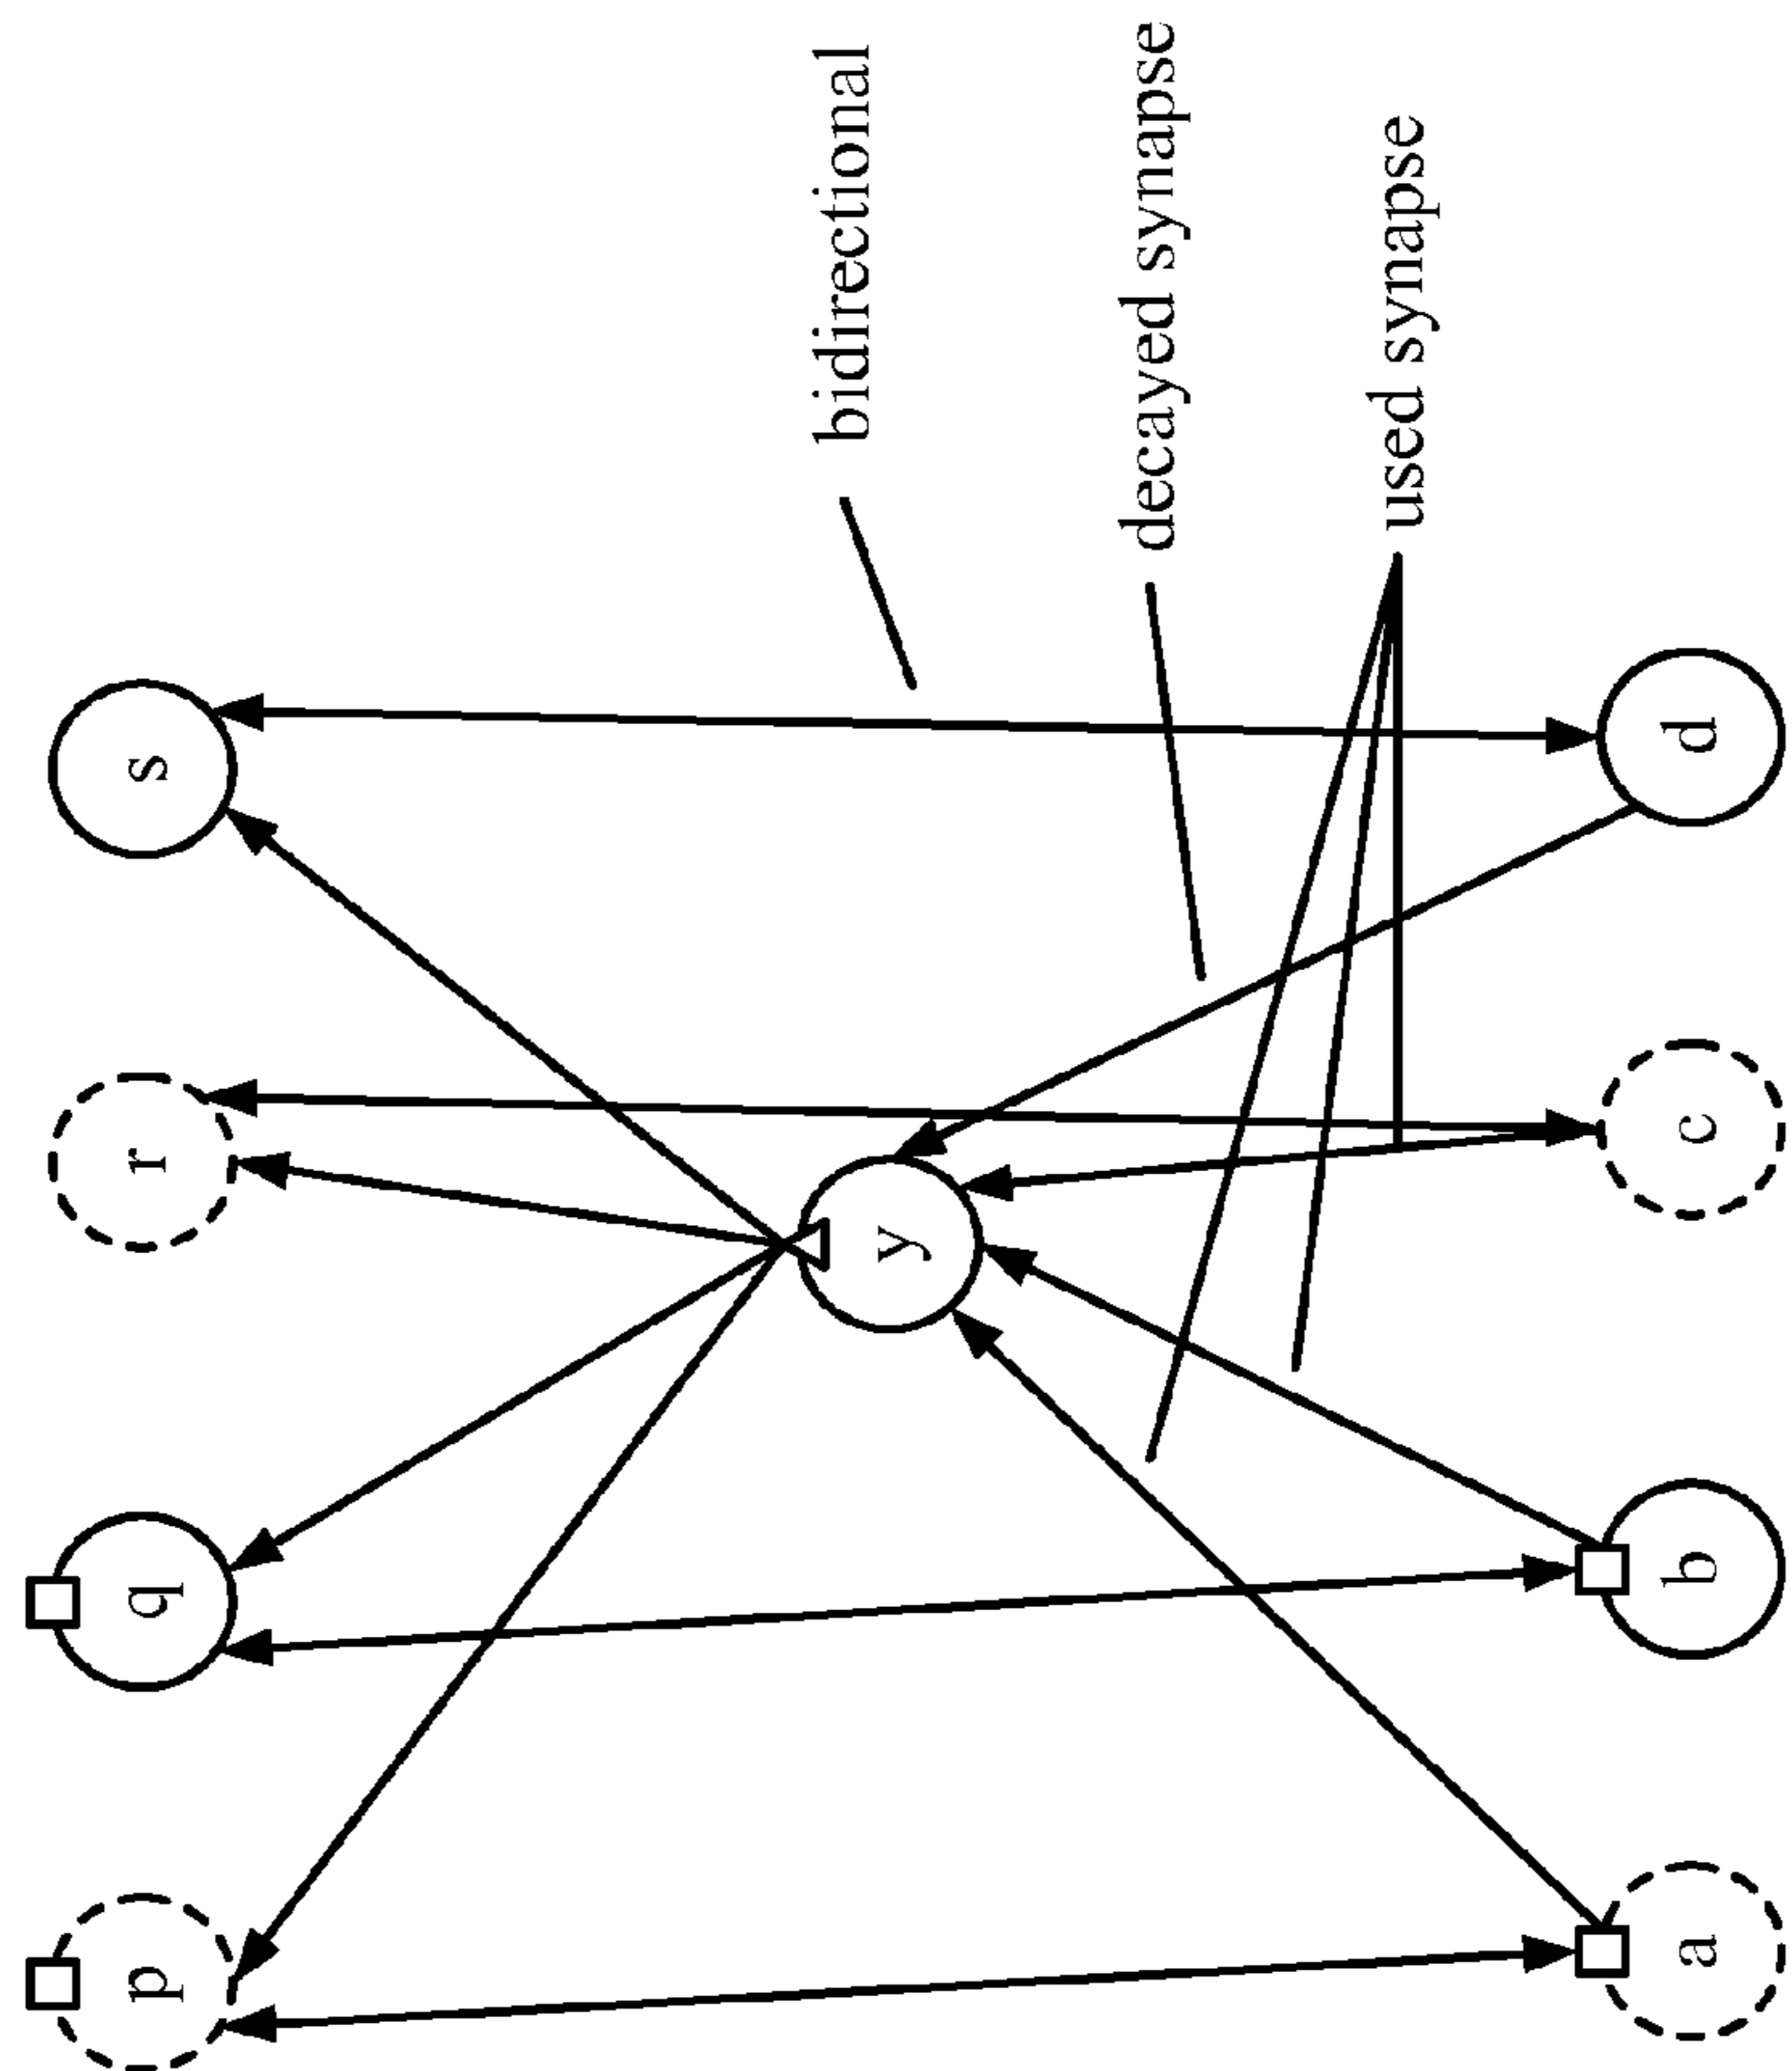 p
q
r
s
bidirectional
y
decayed synapse
used synapse
a
b
c
d